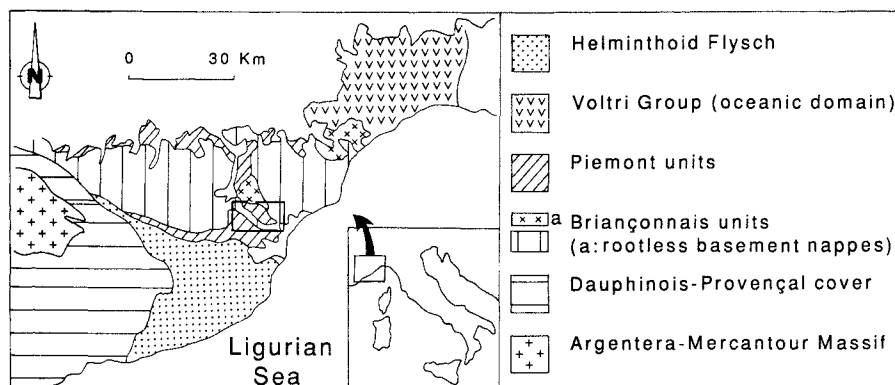 N
0 30 Km
Ligurian
Sea
Helminthoid Flysch
Voltri Group (oceanic domain)
Piemont units
a Briançonnais units
(a:rootless basement nappes)
Dauphinois-Provençal cover
Argentera-Mercantour Massif